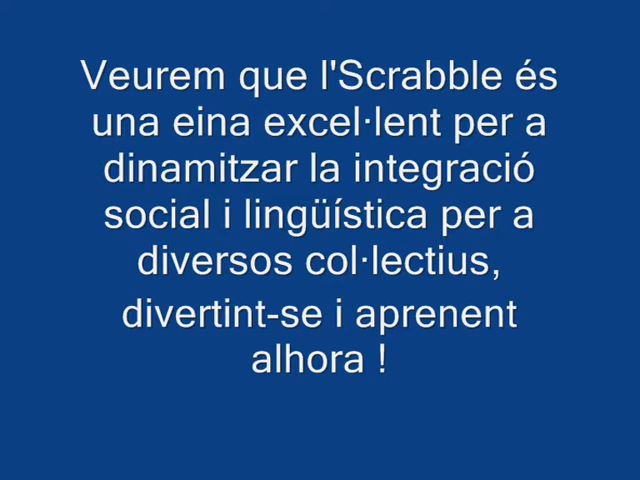 Veurem que l'Scrabble és
una eina excel·lent per a
dinamitzar la integració
social i lingüística per a
diversos col·lectius,
divertint-se i aprenent
alhora !